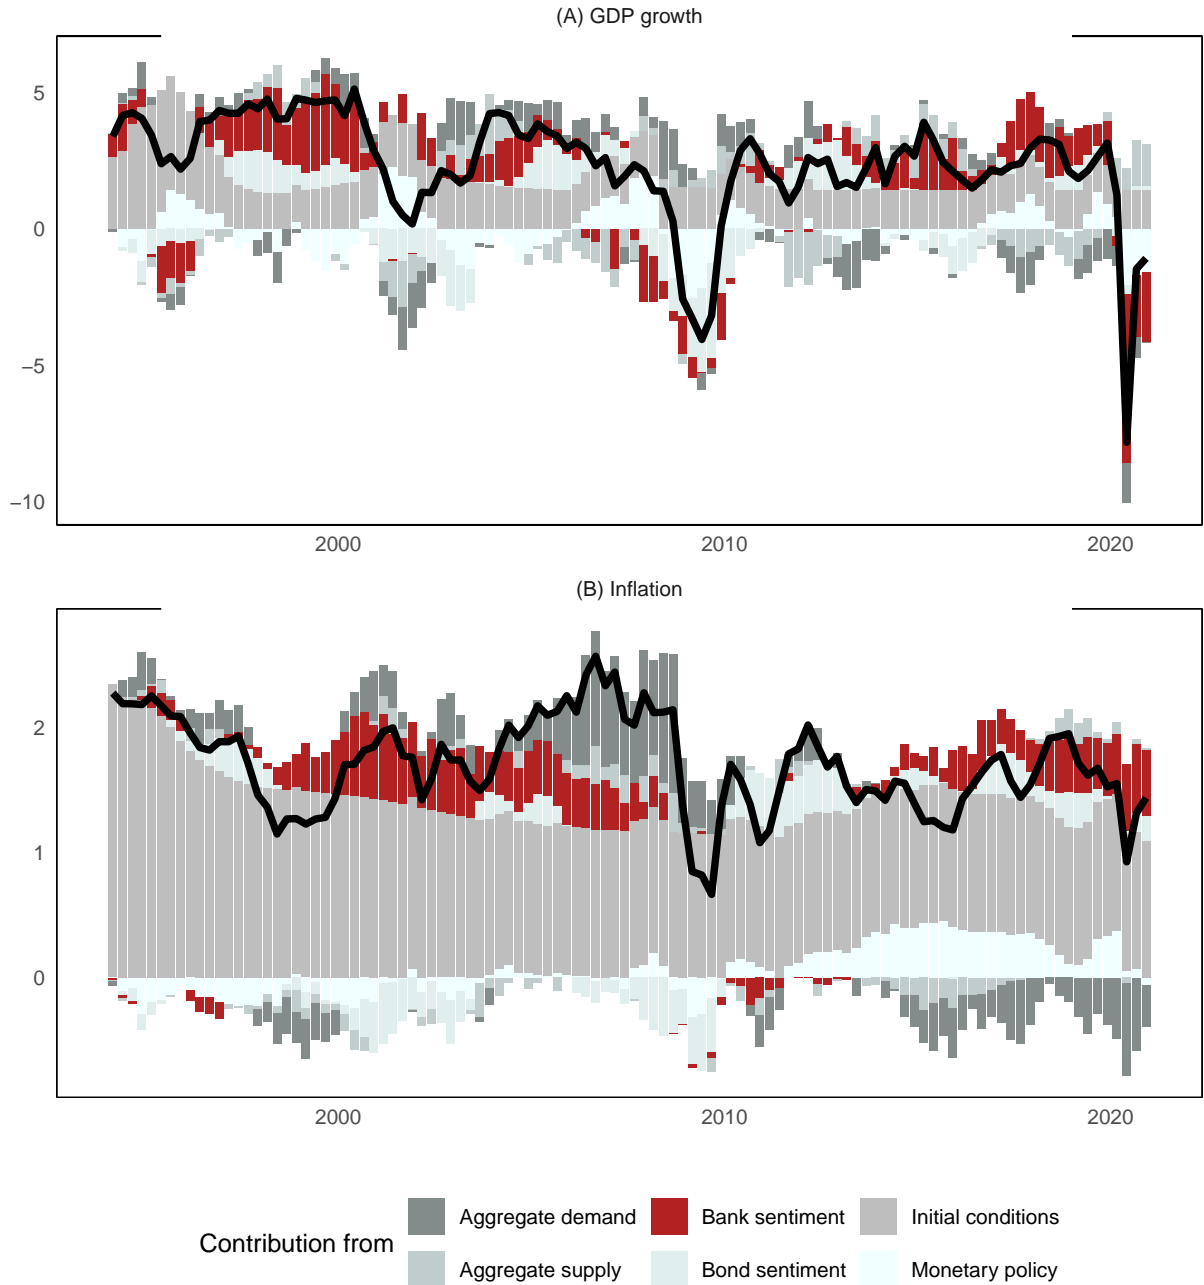 (A) GDP growth
5
0
−5
−10
2000 2010 2020
(B) Inflation
2
1
0
2000 2010 2020
Contribution from
Aggregate demand Bank sentiment Initial conditions
Aggregate supply Bond sentiment Monetary policy